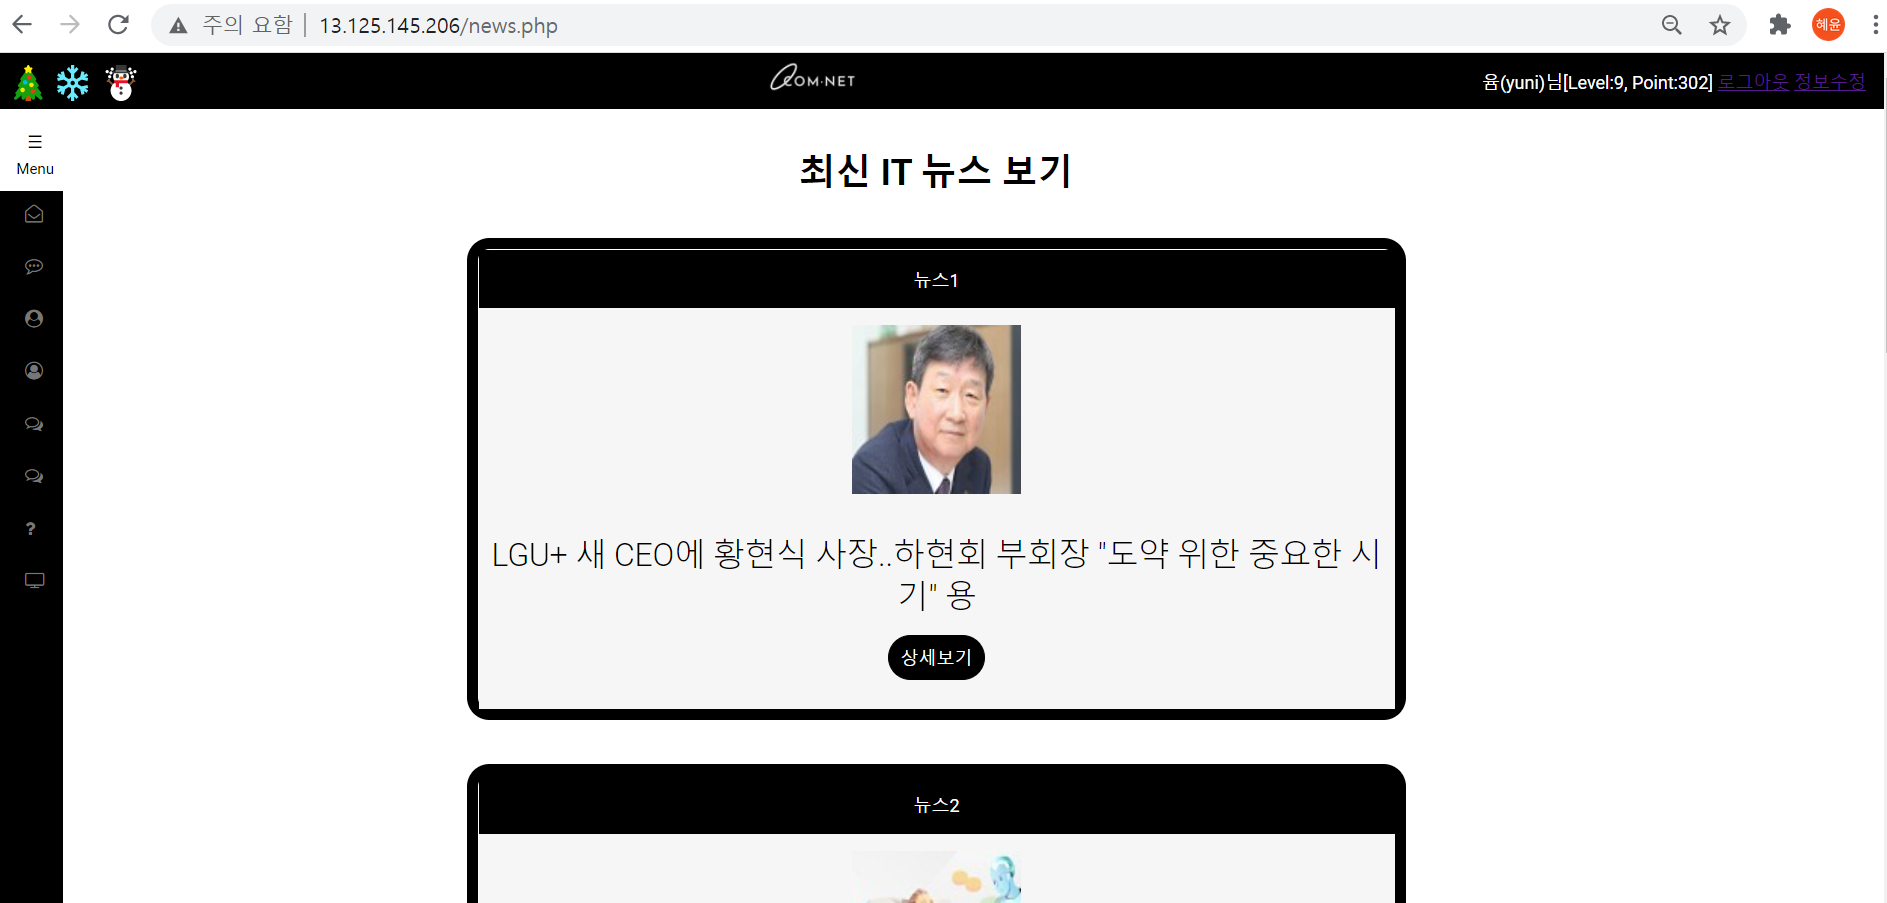 주의 요함 | 13.125.145.206/news.php
혜윤
COM·NET
윰(yuni)님[Level:9, Point:302] 로그아웃 정보수정
Menu
최신 IT 뉴스 보기
뉴스1
LGU+ 새 CEO에 황현식 사장..하현회 부회장 "도약 위한 중요한 시
기" 용
상세보기
뉴스2